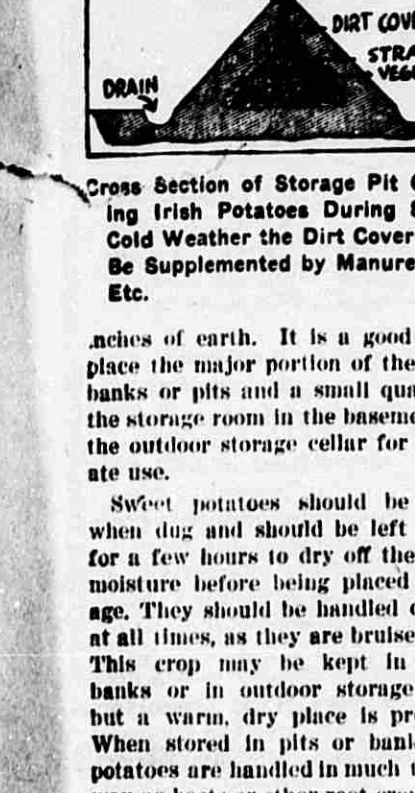 DIRT COV
STRA
VEG
DRAIN
Cross Section of Storage Pit
ing Irish Potatoes During S
Cold Weather the Dirt Cover
Be Supplemented by Manure
Etc.
.nches of earth. It is a good
place the major portion of the
banks or pits and a small qua
the storage room in the baseme
the outdoor storage cellar for
ate use.
Sweet potatoes should be
when dug and should be left
for a few hours to dry off the
moisture before being placed
age. They should be handled c
at all times, as they are bruise
This crop may be kept in
banks or in outdoor storage
but a warm, dry place is pr
When stored in pits or bank
potatoes are handled in much t